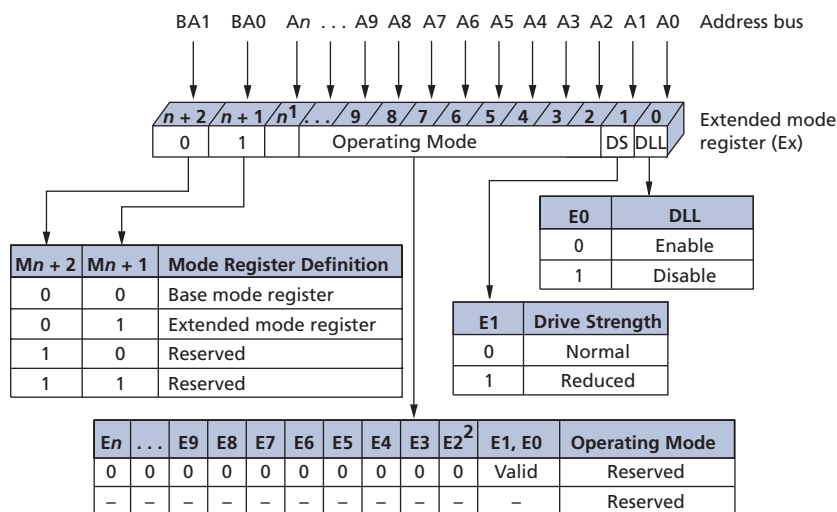 BA1 BA0 An . . . A9 A8 A7 A6 A5 A4 A3 A2 A1 A0 Address bus
n + 2 n + 1 n1 . . . 9 8 7 6 5 4 3 2 1 0
Extended mode
register (Ex)
0 1 Operating Mode DS DLL
E0 DLL
0 Enable
1 Disable
Mn + 2 Mn + 1 Mode Register Definition
0 0 Base mode register
0 1 Extended mode register
1 0 Reserved
1 1 Reserved
E1 Drive Strength
0 Normal
1 Reduced
En . . . E9 E8 E7 E6 E5 E4 E3 E2² E1, E0 Operating Mode
0 0 0 0 0 0 0 0 0 0 Valid Reserved
– – – – – – – – – – – Reserved